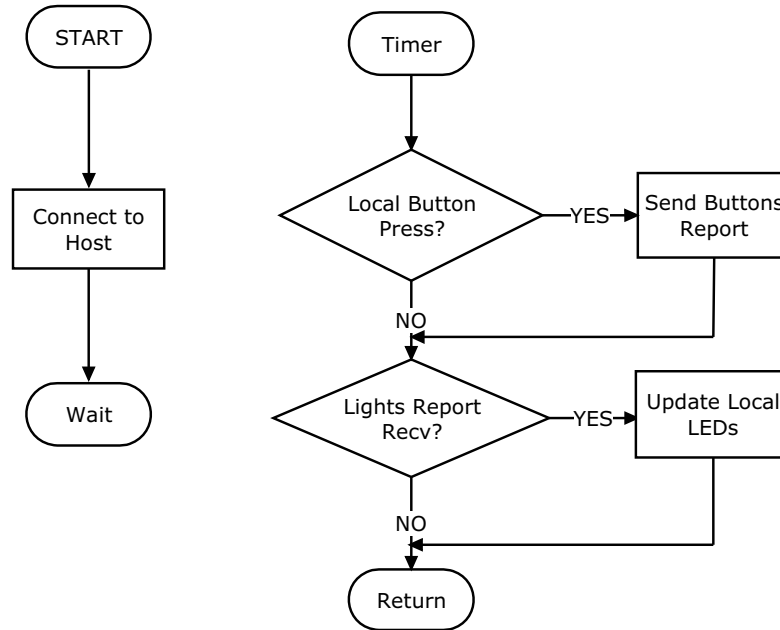 START
Connect to
Host
Wait
Timer
Local Button
Press?
YES
Send Buttons
Report
NO
Lights Report
Recv?
YES
Update Local
LEDs
NO
Return